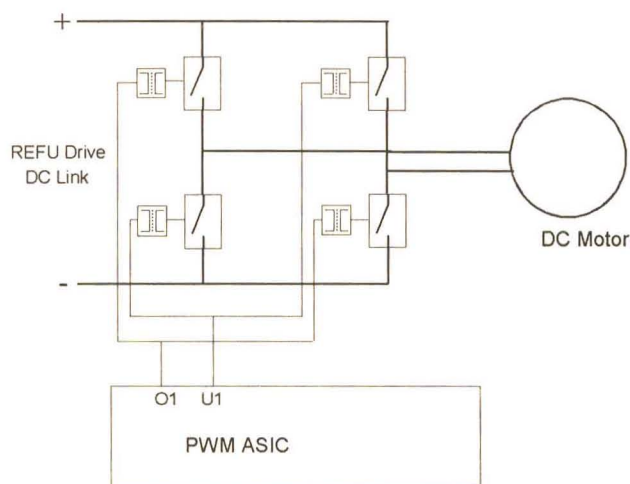 +
REFU Drive
DC Link
DC Motor
-
O1 U1
PWM ASIC